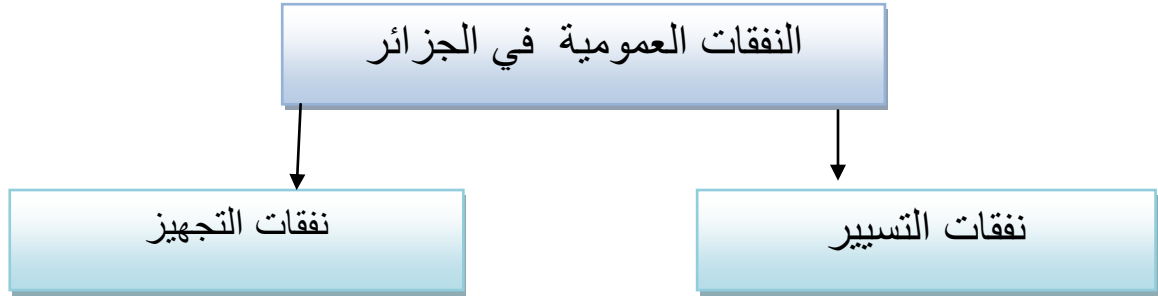 النفقات العمومية في الجزائر
نفقات التسيير
نفقات التجهيز